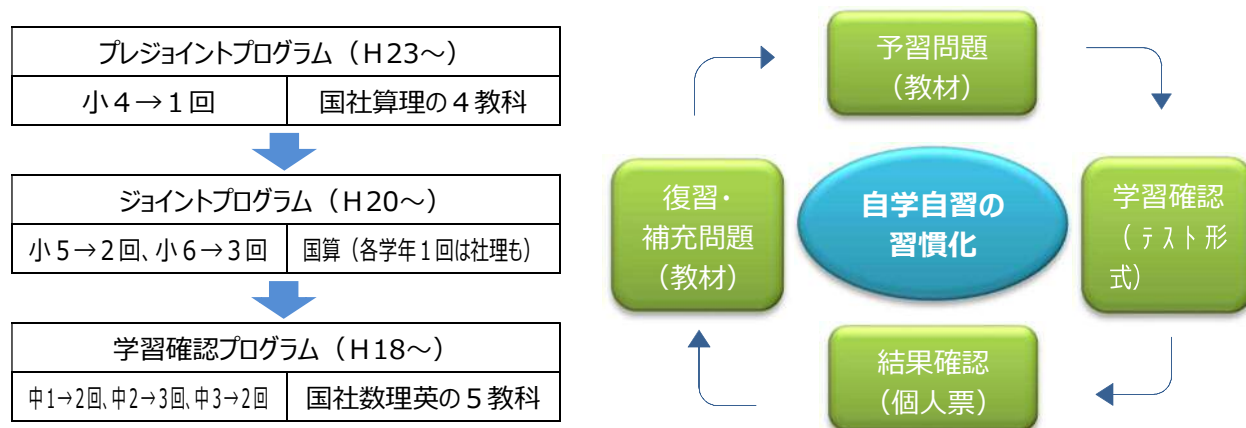 プレジョイントプログラム（H23～）
小４→１回
国社算理の４教科
ジョイントプログラム（H20～）
小５→２回、小６→３回
国算（各学年１回は社理も）
学習確認プログラム（H18～）
中1→2回、中2→3回、中3→2回
国社数理英の５教科
予習問題
（教材）
学習確認
（テスト形
式）
結果確認
（個人票）
復習・
補充問題
（教材）
自学自習の
習慣化